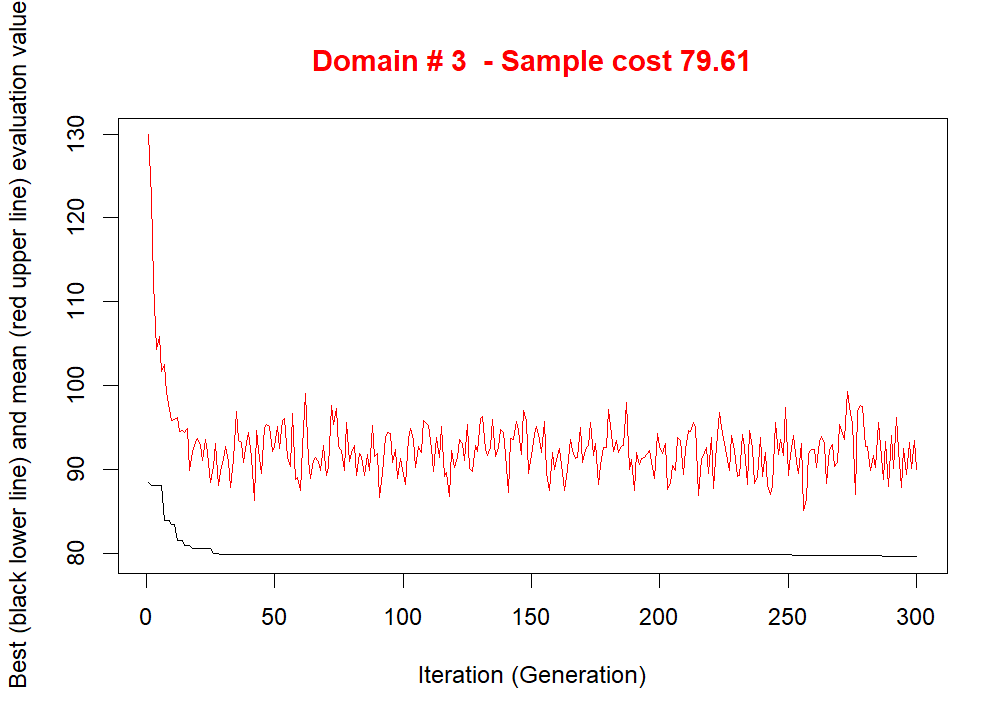 Domain # 3  - Sample cost 79.61
Best (black lower line) and mean (red upper line) evaluation value
130
120
110
100
90
80
0 50 100 150 200 250 300
Iteration (Generation)